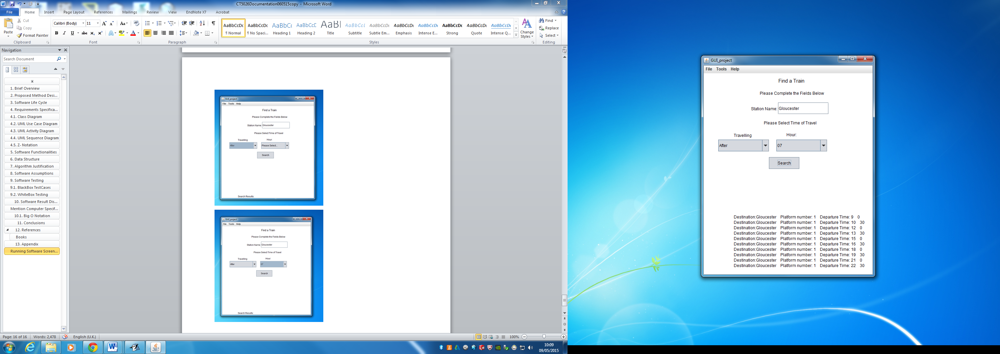 CT5026Documentation060515copy - Microsoft Word
File Home Insert Page Layout References Mailings Review View EndNote X7 Acrobat
Paste
Cut
Copy
Format Painter
Clipboard
Calibri (Body) 11
Font
Paragraph
AaBbCcDc AaBbCcDc AaBbC AaBbCcD AaBl AaBbCcL AaBbCcDc AaBbCcDc AaBbCcDc AaBbCcDc AaBbCcDc AaBbCcDc
¶ Normal ¶ No Spaci... Heading 1 Heading 2 Title Subtitle Subtle Em... Emphasis Intense E... Strong Quote Intense Q...
Styles
Change Styles
Find
Replace
Select
Editing
Navigation
Search Document
1. Brief Overview
2. Proposed Method Desi...
3. Software Life Cycle
4. Requirements Specifica...
4.1. Class Diagram
4.2. UML Use Case Diagram
4.3. UML Activity Diagram
4.4. UML Sequence Diagram
4.5. Z- Notation
5. Software Functionalities
6. Data Structure
7. Algorithm Justification
8. Software Assumptions
9. Software Testing
9.1. BlackBox TestCases
9.2. WhiteBox Testing
10. Software Result Dis...
Mention Computer Specif...
10.1. Big O Notation
11. Conclusions
12. References
Books
13. Appendix
Running Software Screen...
GUI_project
File Tools Help
Find a Train
Please Complete the Fields Below
Station Name: Gloucester
Please Select Time of Travel
Travelling Hour:
After Please Select...
Search
Search Results:
GUI_project
File Tools Help
Find a Train
Please Complete the Fields Below
Station Name: Gloucester
Please Select Time of Travel
Travelling Hour:
After 07
Search
Search Results:
Page: 16 of 16 Words: 2,478 English (U.K.) 100%
10:09
09/05/2015
GUI_project
File Tools Help
Find a Train
Please Complete the Fields Below
Station Name: Gloucester
Please Select Time of Travel
Travelling Hour:
After 07
Search
Destination:Gloucester Platform number: 1 Departure Time: 9 0
Destination:Gloucester Platform number: 1 Departure Time: 10 30
Destination:Gloucester Platform number: 1 Departure Time: 12 0
Destination:Gloucester Platform number: 1 Departure Time: 13 30
Destination:Gloucester Platform number: 1 Departure Time: 15 0
Destination:Gloucester Platform number: 1 Departure Time: 16 30
Destination:Gloucester Platform number: 1 Departure Time: 18 0
Destination:Gloucester Platform number: 1 Departure Time: 19 30
Destination:Gloucester Platform number: 1 Departure Time: 21 0
Destination:Gloucester Platform number: 1 Departure Time: 22 30